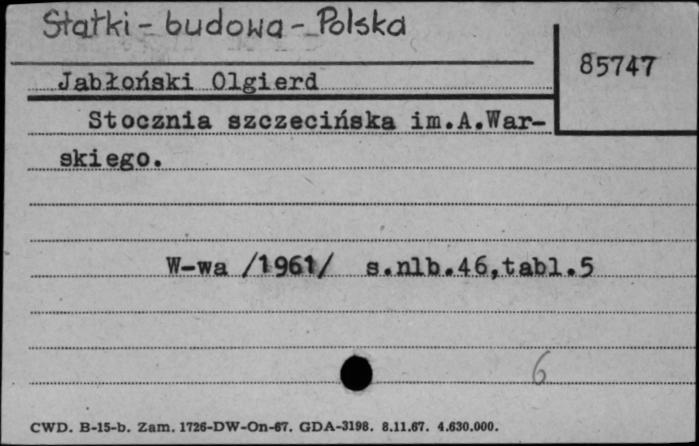 Statki - budowa - Polska
85747
Jabłoński Olgierd
Stocznia szczecińska im.A.War-
skiego.
W-wa /1961/ s.nlb.46,tabl.5
6
CWD. B-15-b. Zam. 1726-DW-On-67. GDA-3198. 8.11.67. 4.630.000.